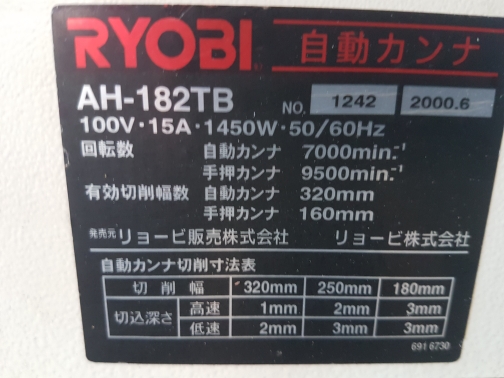 RYOBI 自動カンナ
AH-182TB NO. 1242 2000.6
100V・15A・1450W・50/60Hz
回転数 自動カンナ 7000min.⁻¹
手押カンナ 9500min.⁻¹
有効切削幅数 自動カンナ 320mm
手押カンナ 160mm
発売元 リョービ販売株式会社 リョービ株式会社
自動カンナ切削寸法表
切削幅 320mm 250mm 180mm
切込深さ 高速 1mm 2mm 3mm
低速 2mm 3mm 3mm
691 6730